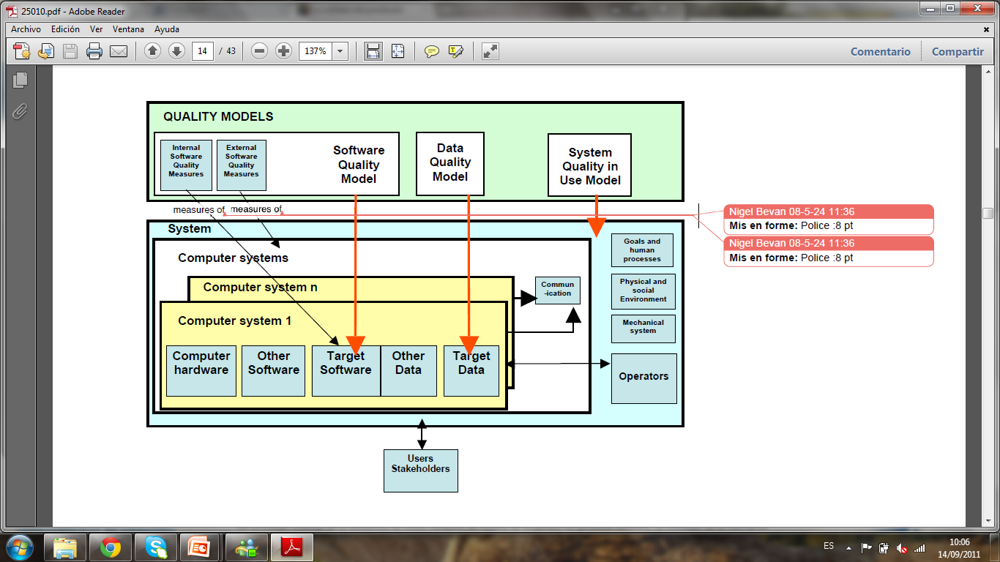 25010.pdf - Adobe Reader
Archivo Edición Ver Ventana Ayuda
14 / 43
137%
Comentario Compartir
QUALITY MODELS
Internal
Software
Quality
Measures
External
Software
Quality
Measures
Software
Quality
Model
Data
Quality
Model
System
Quality in
Use Model
measures of measures of
Nigel Bevan 08-5-24 11:36
Mis en forme: Police :8 pt
Nigel Bevan 08-5-24 11:36
Mis en forme: Police :8 pt
System
Computer systems
Computer system n
Computer system 1
Computer
hardware
Other
Software
Target
Software
Other
Data
Target
Data
Commun
-ication
Goals and
human
processes
Physical and
social
Environment
Mechanical
system
Operators
Users
Stakeholders
ES
10:06
14/09/2011